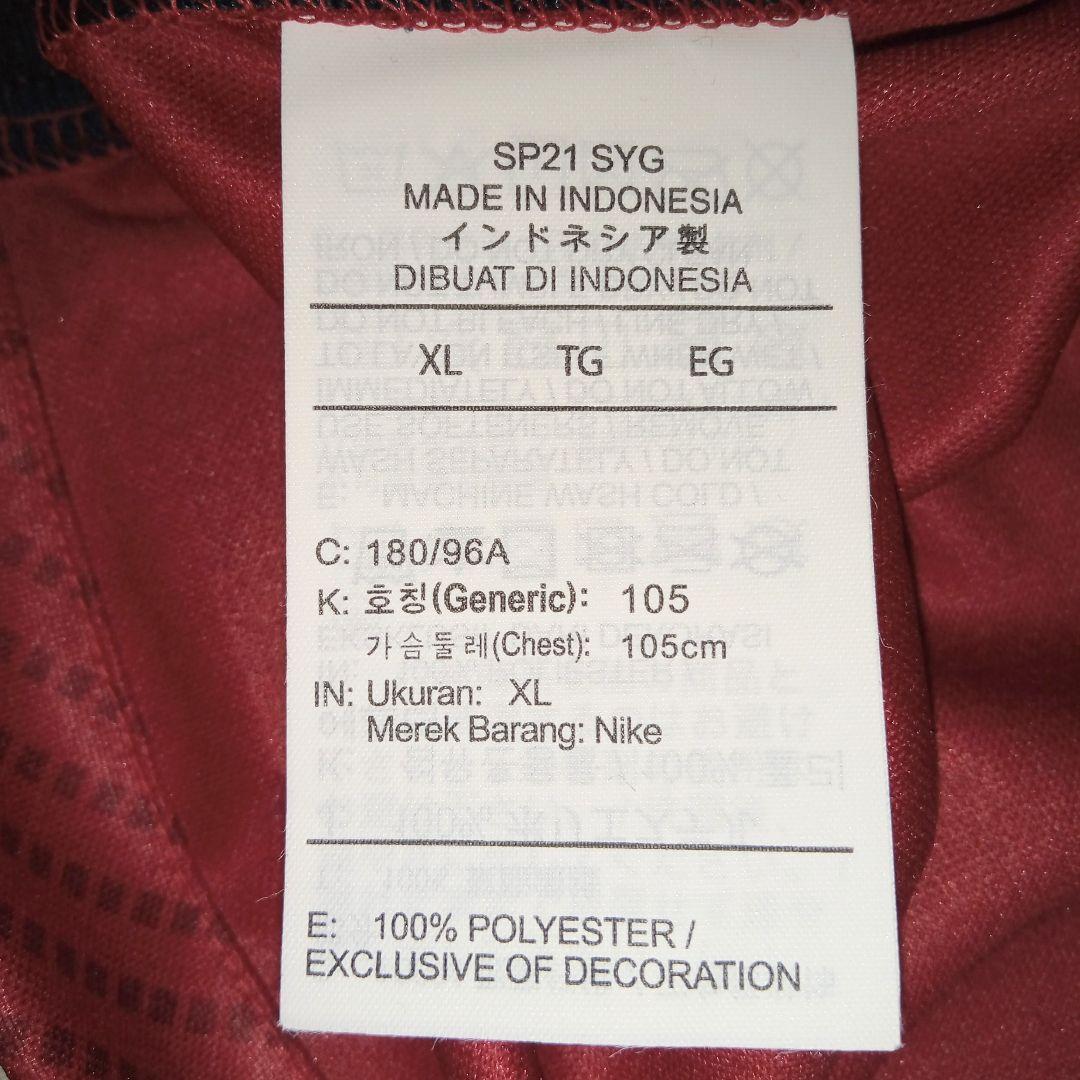 SP21 SYG
MADE IN INDONESIA
インドネシア製
DIBUAT DI INDONESIA
XL TG EG
C: 180/96A
K: 호칭(Generic): 105
가슴둘레(Chest): 105cm
IN: Ukuran: XL
Merek Barang: Nike
E: 100% POLYESTER /
EXCLUSIVE OF DECORATION